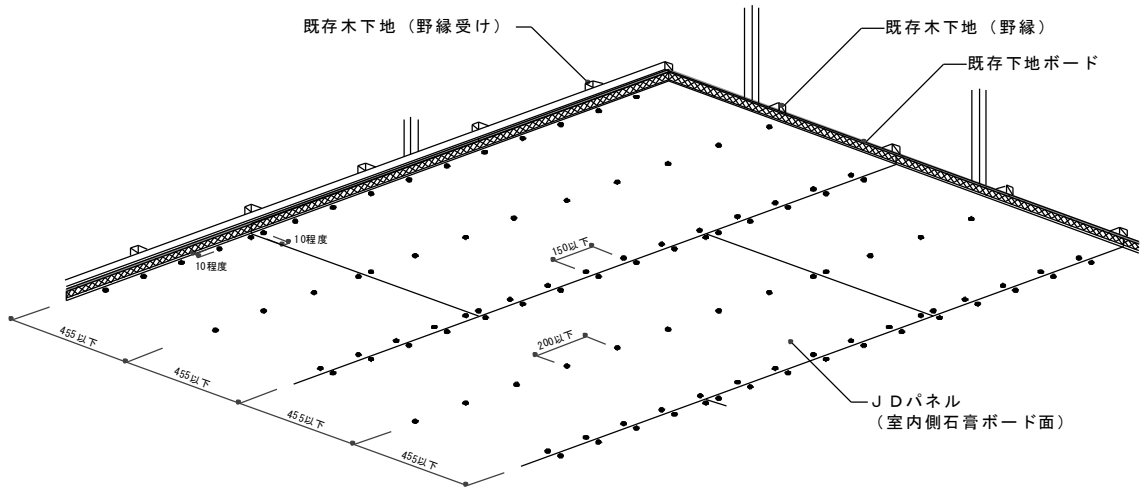 既存木下地（野縁受け）
既存木下地（野縁）
既存下地ボード
10程度
10程度
150以下
200以下
455以下
455以下
455以下
455以下
ＪＤパネル
（室内側石膏ボード面）